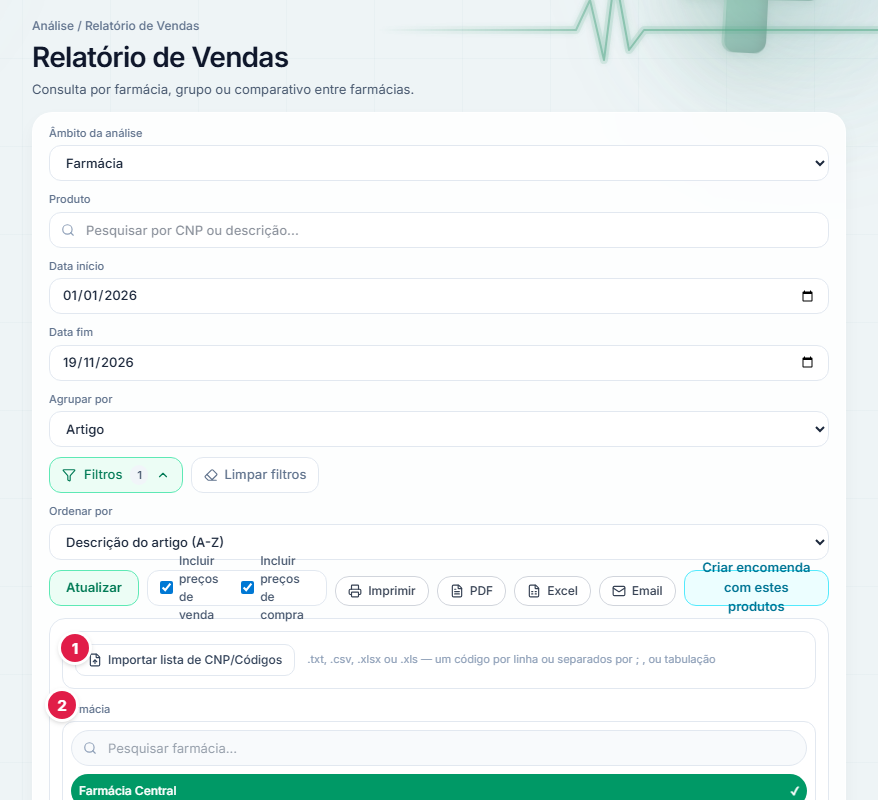 Análise / Relatório de Vendas
Relatório de Vendas
Consulta por farmácia, grupo ou comparativo entre farmácias.
Âmbito da análise
Farmácia
Produto
Pesquisar por CNP ou descrição...
Data início
01/01/2026
Data fim
19/11/2026
Agrupar por
Artigo
Filtros 1
Limpar filtros
Ordenar por
Descrição do artigo (A-Z)
Atualizar
Incluir
preços
de
venda
Incluir
preços
de
compra
Imprimir
PDF
Excel
Email
Criar encomenda
com estes
produtos
1
Importar lista de CNP/Códigos
.txt, .csv, .xlsx ou .xls — um código por linha ou separados por ; , ou tabulação
2
mácia
Pesquisar farmácia...
Farmácia Central